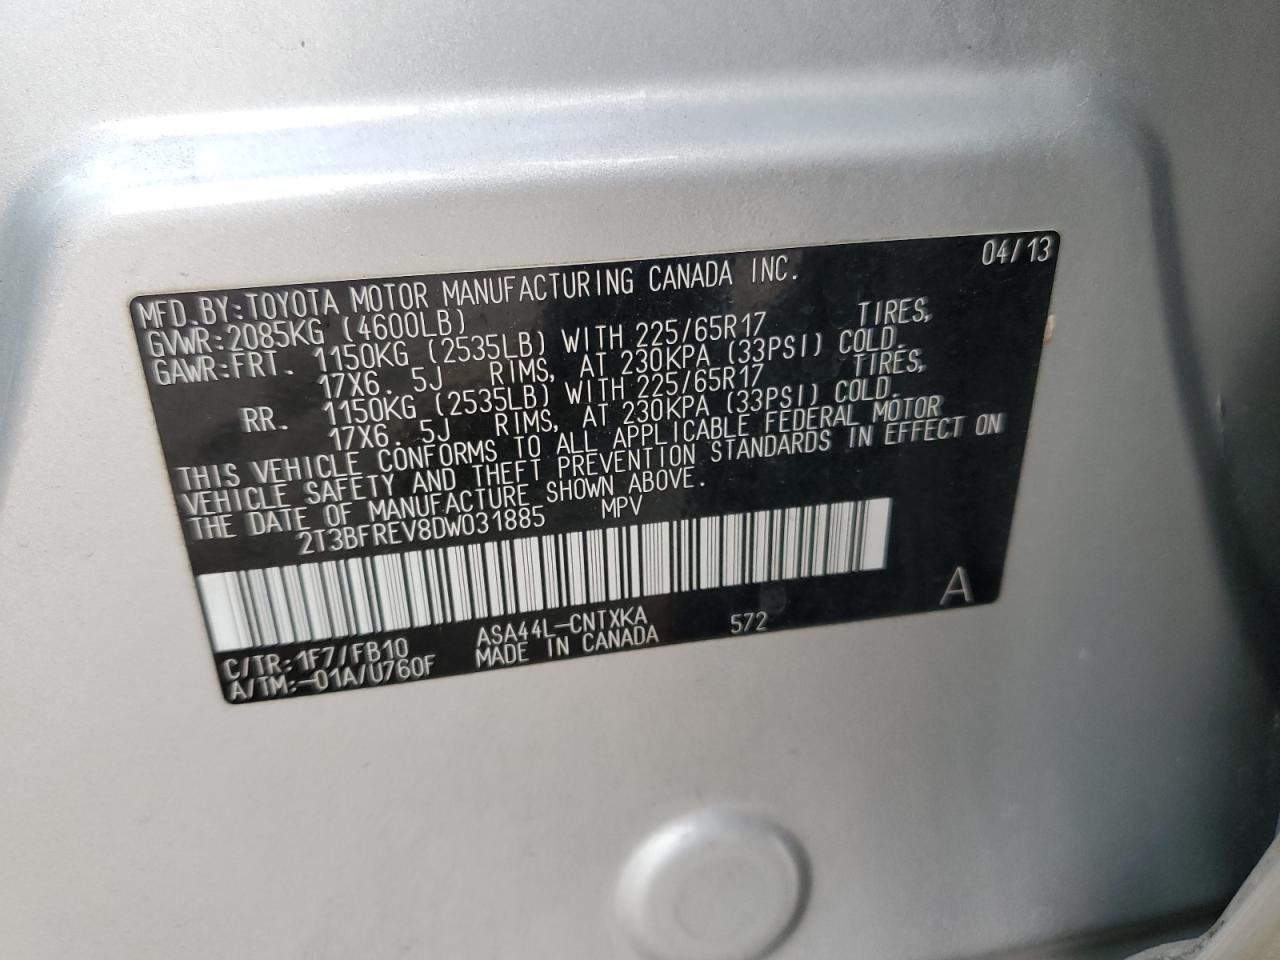 04/13
MFD.BY:TOYOTA MOTOR MANUFACTURING CANADA INC.
GVWR:2085KG (4600LB)
GAWR:FRT. 1150KG (2535LB) WITH 225/65R17 TIRES,
17X6.5J RIMS, AT 230KPA (33PSI) COLD.
RR. 1150KG (2535LB) WITH 225/65R17 TIRES,
17X6.5J RIMS, AT 230KPA (33PSI) COLD.
THIS VEHICLE CONFORMS TO ALL APPLICABLE FEDERAL MOTOR
VEHICLE SAFETY AND THEFT PREVENTION STANDARDS IN EFFECT ON
THE DATE OF MANUFACTURE SHOWN ABOVE.
2T3BFREV8DW031885 MPV
C/TR:1F7/FB10 ASA44L-CNTXKA 572 A
A/TM:-01A/U760F MADE IN CANADA